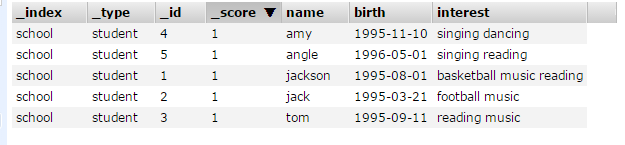 _index _type _id _score ▼ name birth interest
school student 4 1 amy 1995-11-10 singing dancing
school student 5 1 angle 1996-05-01 singing reading
school student 1 1 jackson 1995-08-01 basketball music reading
school student 2 1 jack 1995-03-21 football music
school student 3 1 tom 1995-09-11 reading music